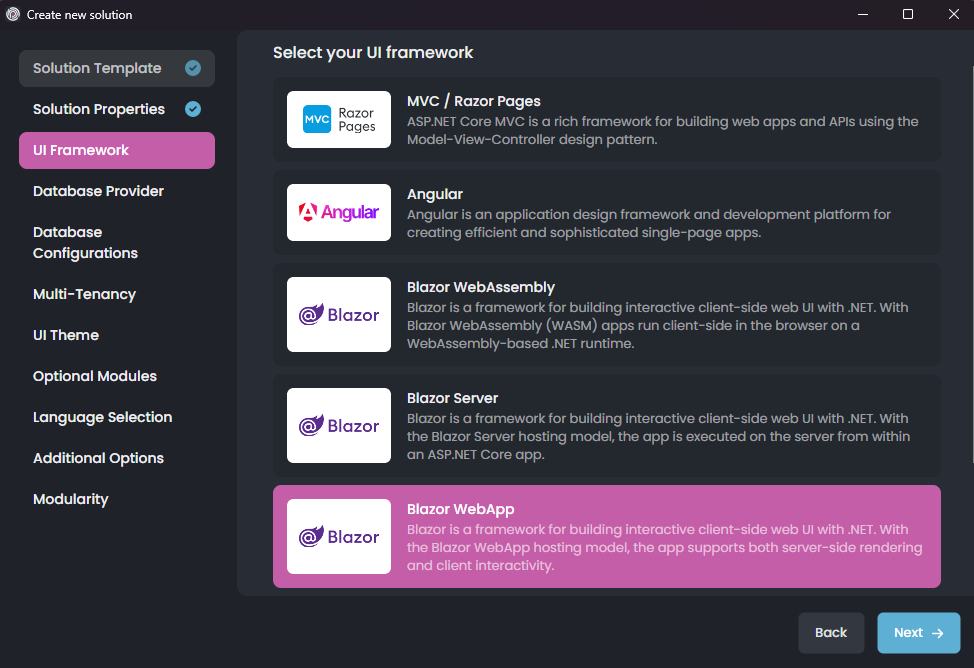 Create new solution
Solution Template
Solution Properties
UI Framework
Database Provider
Database
Configurations
Multi-Tenancy
UI Theme
Optional Modules
Language Selection
Additional Options
Modularity
Select your UI framework
MVC
Razor
Pages
MVC / Razor Pages
ASP.NET Core MVC is a rich framework for building web apps and APIs using the
Model-View-Controller design pattern.
Angular
Angular
Angular is an application design framework and development platform for
creating efficient and sophisticated single-page apps.
Blazor
Blazor WebAssembly
Blazor is a framework for building interactive client-side web UI with .NET. With
Blazor WebAssembly (WASM) apps run client-side in the browser on a
WebAssembly-based .NET runtime.
Blazor
Blazor Server
Blazor is a framework for building interactive client-side web UI with .NET. With
the Blazor Server hosting model, the app is executed on the server from within
an ASP.NET Core app.
Blazor
Blazor WebApp
Blazor is a framework for building interactive client-side web UI with .NET. With
the Blazor WebApp hosting model, the app supports both server-side rendering
and client interactivity.
Back
Next →